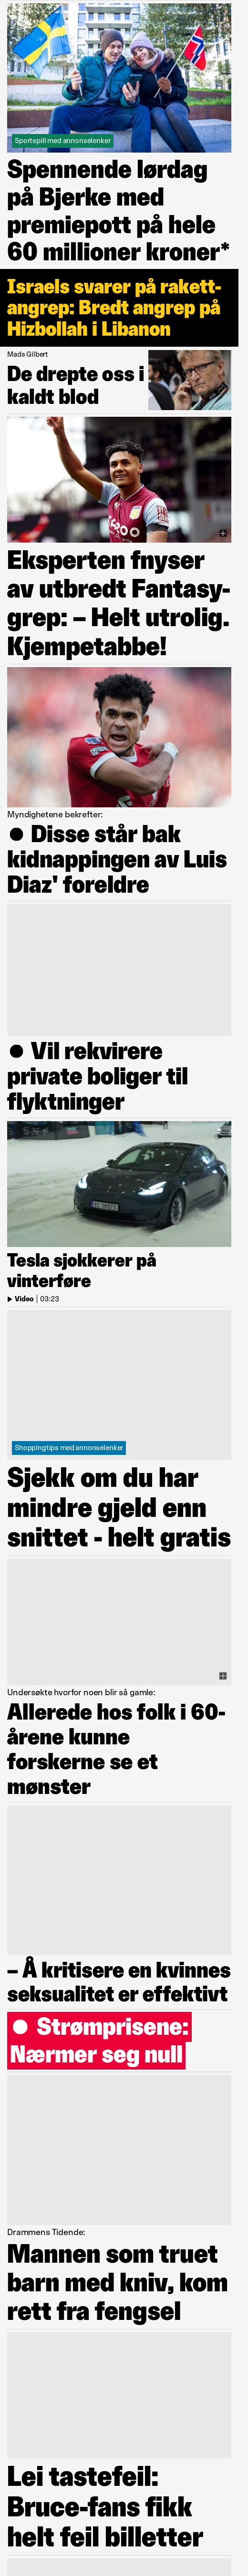 Sportspill med annonselenker
Spennende lørdag
på Bjerke med
premiepott på hele
60 millioner kroner*
Israels svarer på rakett-
angrep: Bredt angrep på
Hizbollah i Libanon
Mads Gilbert
De drepte oss i
kaldt blod
Eksperten fnyser
av utbredt Fantasy-
grep: – Helt utrolig.
Kjempetabbe!
Myndighetene bekrefter:
● Disse står bak
kidnappingen av Luis
Diaz' foreldre
● Vil rekvirere
private boliger til
flyktninger
Tesla sjokkerer på
vinterføre
Video | 03:23
Shoppingtips med annonselenker
Sjekk om du har
mindre gjeld enn
snittet - helt gratis
Undersøkte hvorfor noen blir så gamle:
Allerede hos folk i 60-
årene kunne
forskerne se et
mønster
– Å kritisere en kvinnes
seksualitet er effektivt
● Strømprisene:
Nærmer seg null
Drammens Tidende:
Mannen som truet
barn med kniv, kom
rett fra fengsel
Lei tastefeil:
Bruce-fans fikk
helt feil billetter